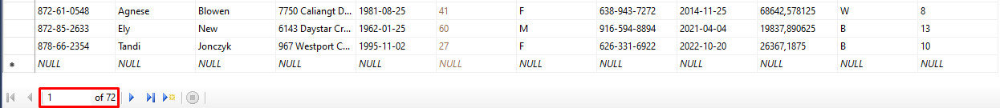 872-61-0548 Agnese Blowen 7750 Caliangt D... 1981-08-25 41 F 638-943-7272 2014-11-25 68642,578125 W 8
872-85-2633 Ely New 6143 Daystar Cr... 1962-01-25 60 M 916-594-8894 2021-04-04 19837,890625 B 13
878-66-2354 Tandi Jonczyk 967 Westport C... 1995-11-02 27 F 626-331-6922 2022-10-20 26367,1875 B 10
NULL NULL NULL NULL NULL NULL NULL NULL NULL NULL NULL NULL
1 of 72